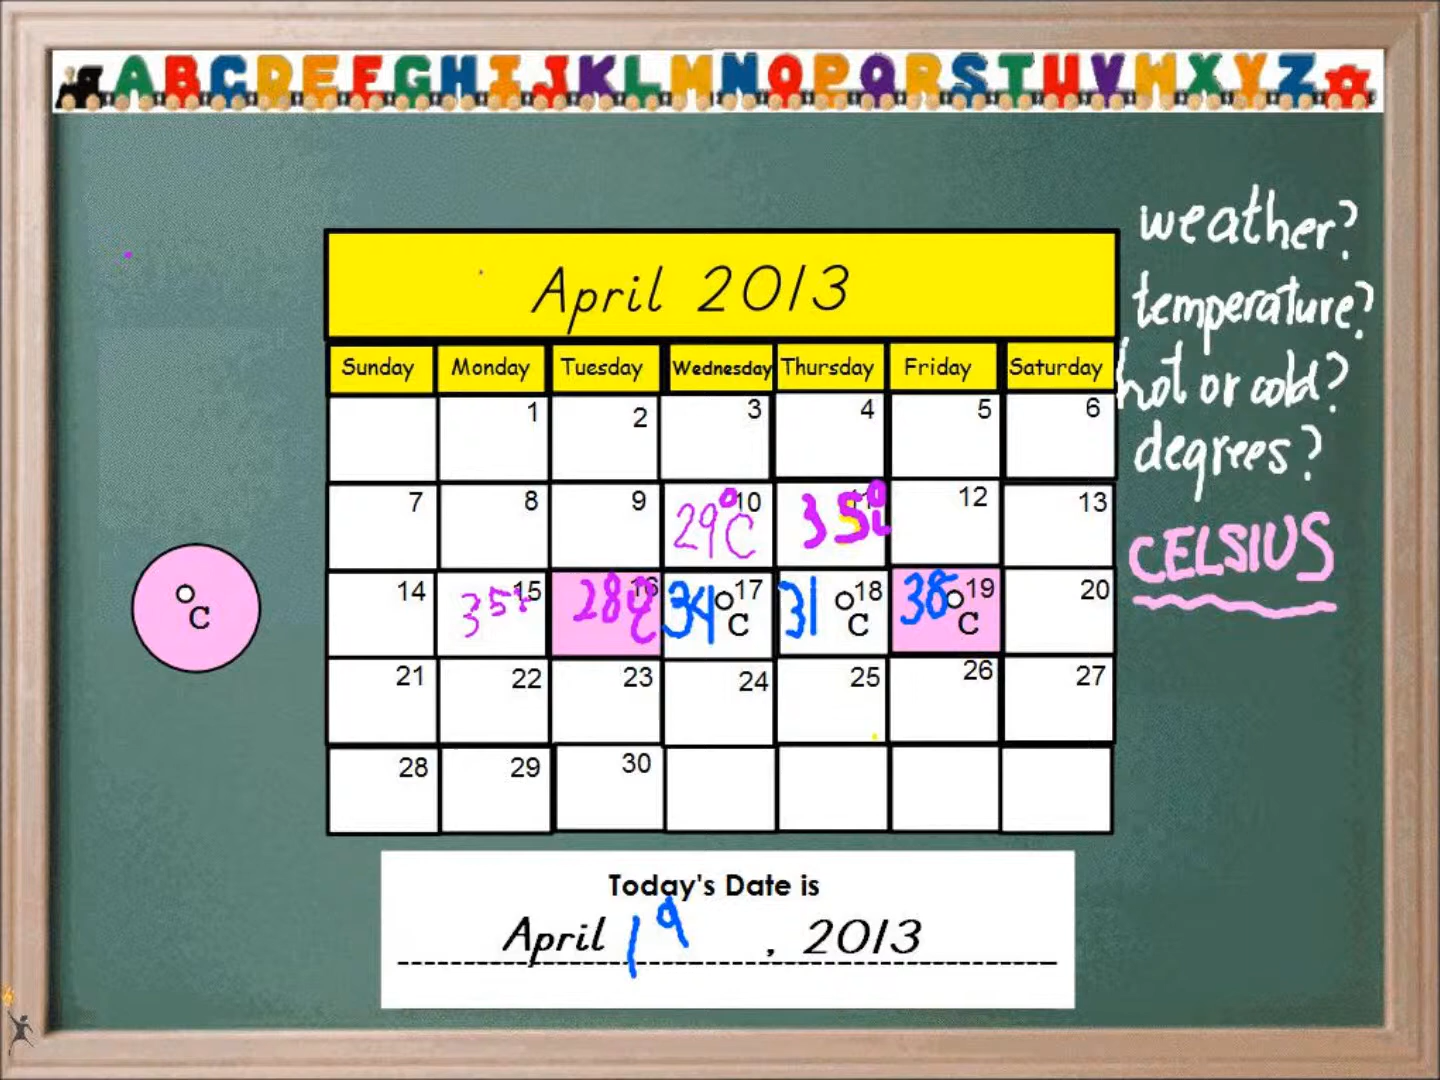 A B C D E F G H I J K L M N O P Q R S T U V W X Y Z
weather?
temperature?
hot or cold?
degrees?
CELSIUS
April 2013
Sunday Monday Tuesday Wednesday Thursday Friday Saturday
1 2 3 4 5 6
7 8 9 10 11 12 13
29°C 35°
14 15 16 17 18 19 20
35° 28°C 34°C 31°C 38°C
°C
21 22 23 24 25 26 27
28 29 30
Today's Date is
April 19, 2013